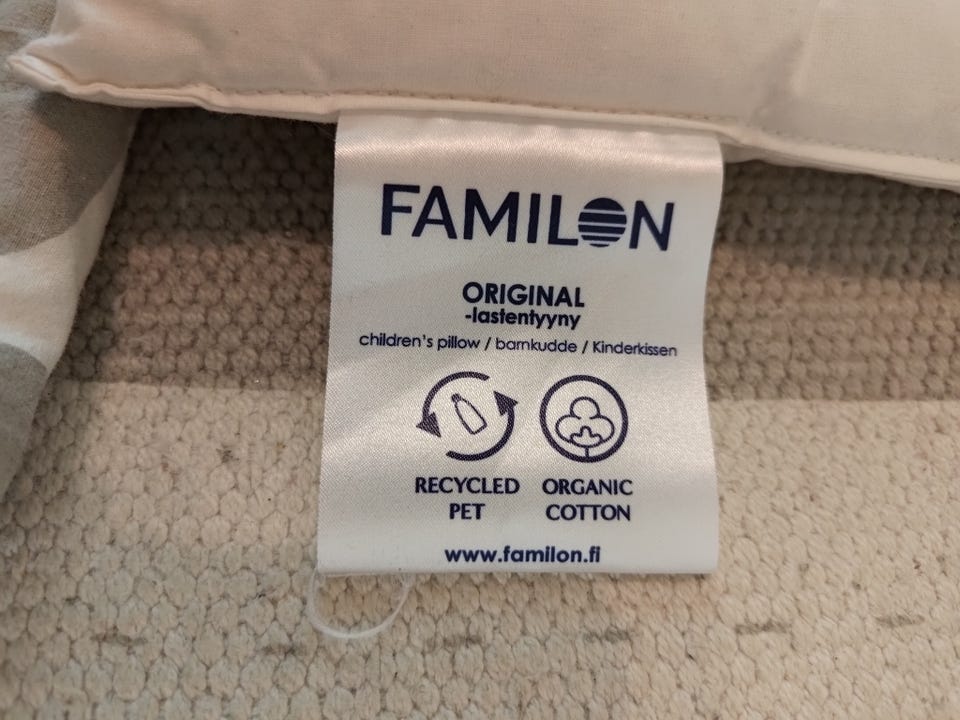 FAMILON
ORIGINAL
-lastentyyny
children's pillow / barnkudde / Kinderkissen
RECYCLED PET
ORGANIC COTTON
www.familon.fi